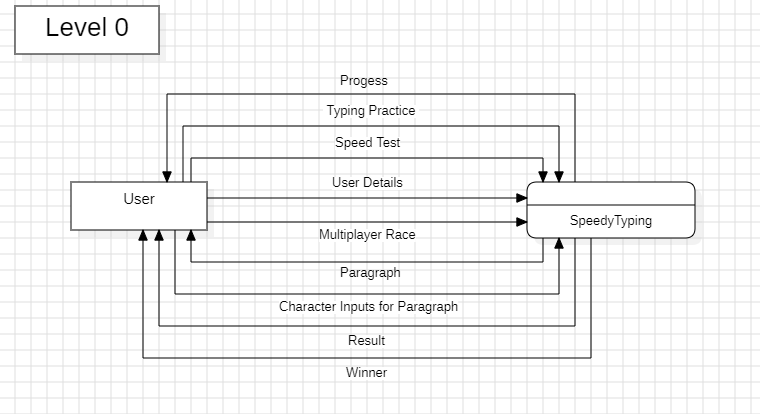 Level 0
Progess
Typing Practice
Speed Test
User Details
User
SpeedyTyping
Multiplayer Race
Paragraph
Character Inputs for Paragraph
Result
Winner